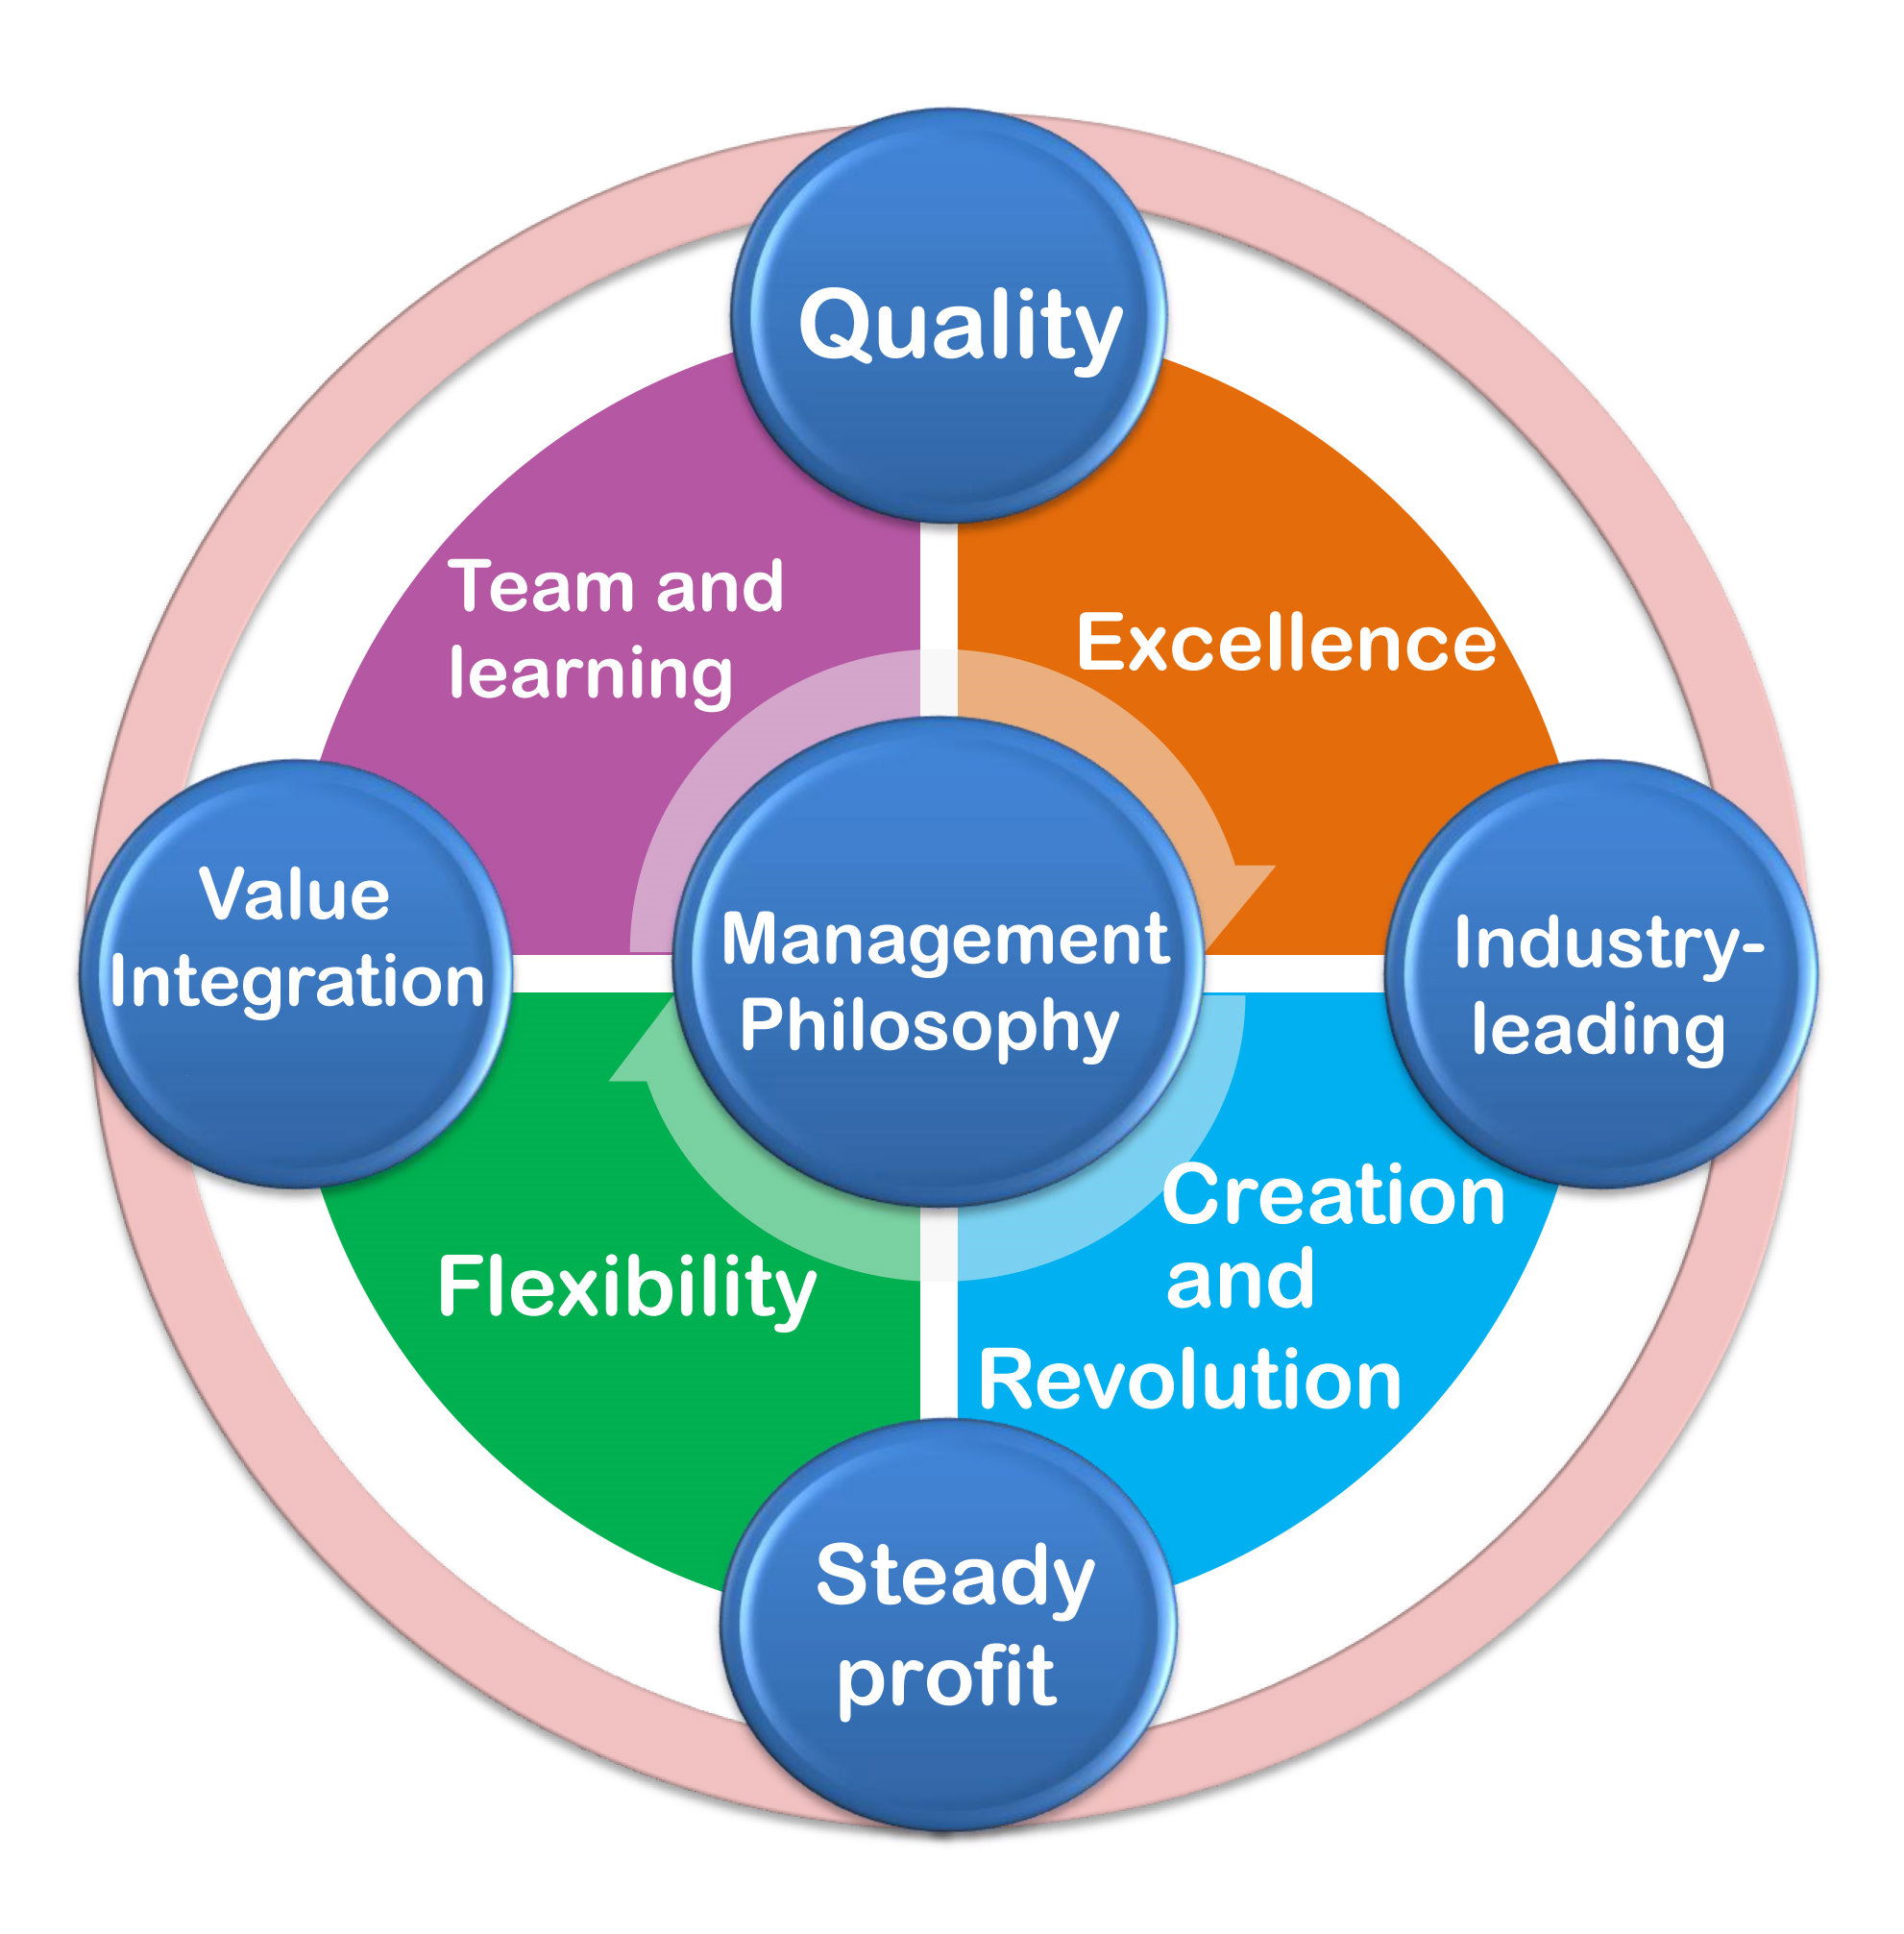 Quality
Team and
learning
Excellence
Value
Integration
Management
Philosophy
Industry-
leading
Flexibility
Creation
and
Revolution
Steady
profit